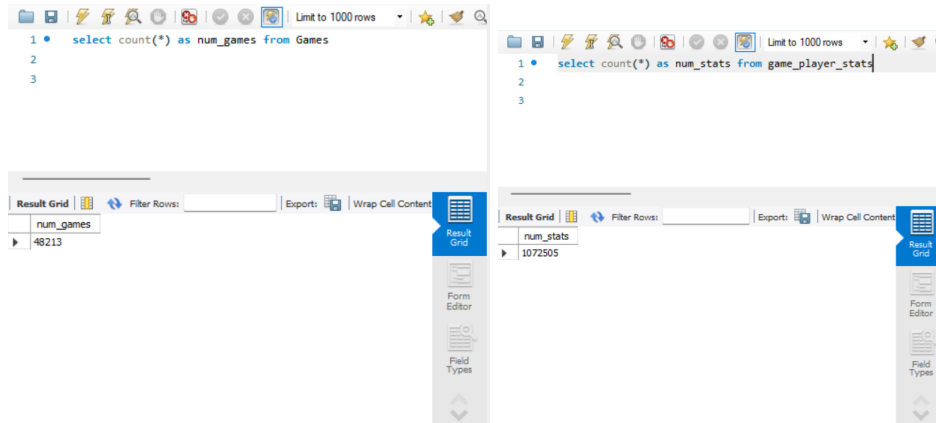 Limit to 1000 rows
1 select count(*) as num_games from Games
2
3
Result Grid Filter Rows: Export: Wrap Cell Content
num_games
48213
Result
Grid
Form
Editor
Field
Types
Limit to 1000 rows
1 select count(*) as num_stats from game_player_stats
2
3
Result Grid Filter Rows: Export: Wrap Cell Content
num_stats
1072505
Result
Grid
Form
Editor
Field
Types